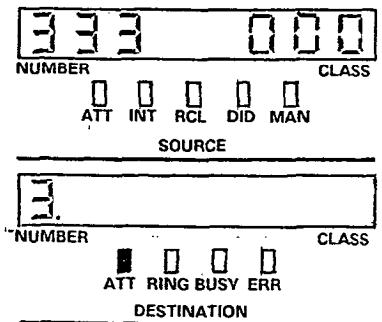 333 000
NUMBER CLASS
ATT INT RCL DID MAN
SOURCE
3.
NUMBER CLASS
ATT RING BUSY ERR
DESTINATION